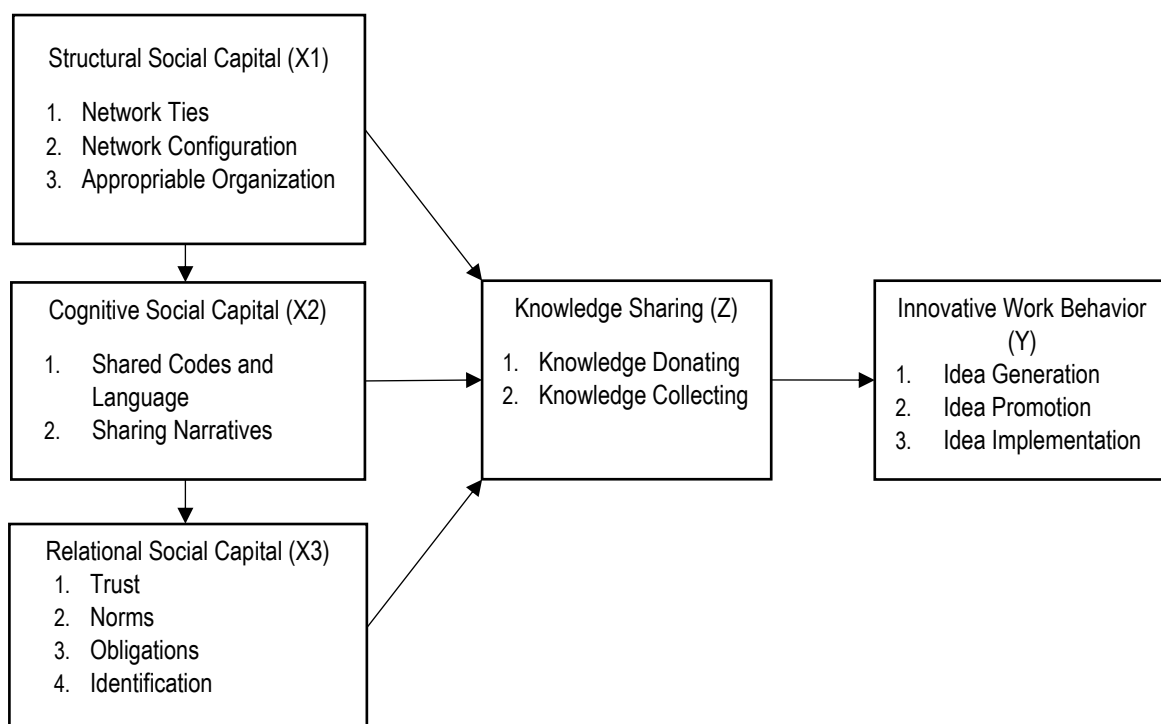 Structural Social Capital (X1)
1. Network Ties
2. Network Configuration
3. Appropriable Organization
Cognitive Social Capital (X2)
1. Shared Codes and
Language
2. Sharing Narratives
Relational Social Capital (X3)
1. Trust
2. Norms
3. Obligations
4. Identification
Knowledge Sharing (Z)
1. Knowledge Donating
2. Knowledge Collecting
Innovative Work Behavior
(Y)
1. Idea Generation
2. Idea Promotion
3. Idea Implementation